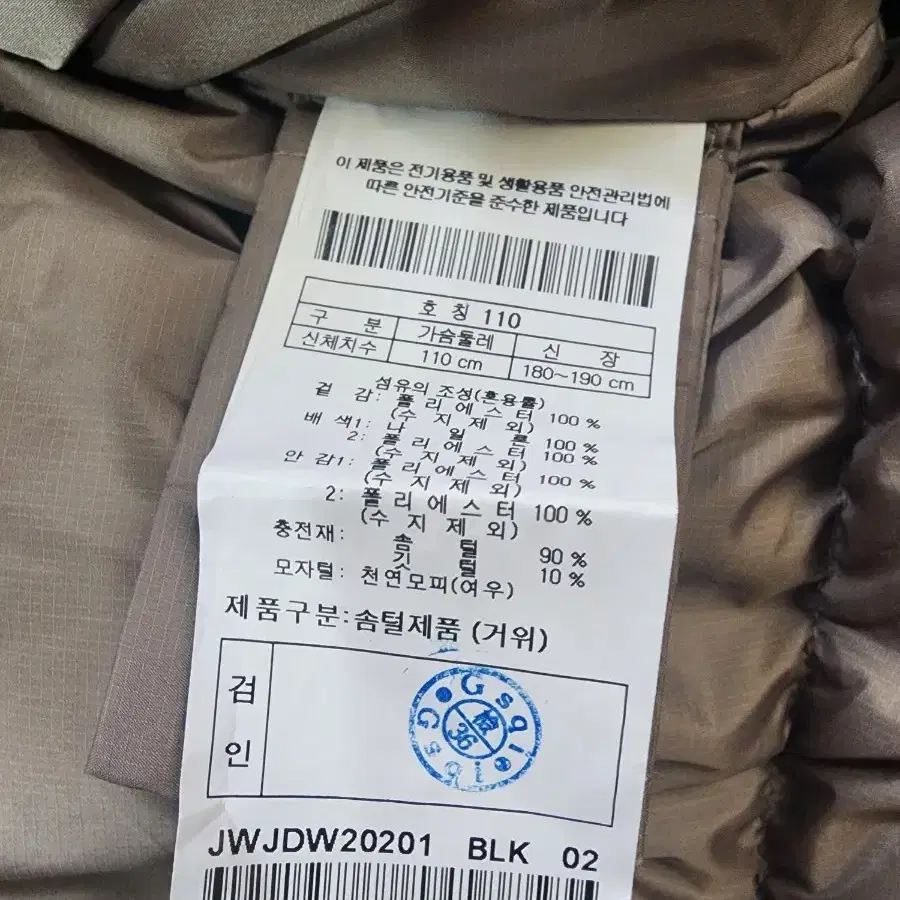 이 제품은 전기용품 및 생활용품 안전관리법에
따른 안전기준을 준수한 제품입니다
호 칭 110
구 분 가슴둘레 신 장
신체치수 110 cm 180~190 cm
섬유의 조성(혼용률)
겉 감: 폴 리 에 스 터 100 %
(수 지 제 외)
배 색1: 나 일 론 100 %
2: 폴 리 에 스 터 100 %
(수 지 제 외)
안 감1: 폴 리 에 스 터 100 %
(수 지 제 외)
2: 폴 리 에 스 터 100 %
(수 지 제 외)
충전재: 솜 털 90 %
깃 털 10 %
모자털: 천연모피(여우)
제품구분:솜털제품 (거위)
검
인
檢
36
JWJDW20201 BLK 02